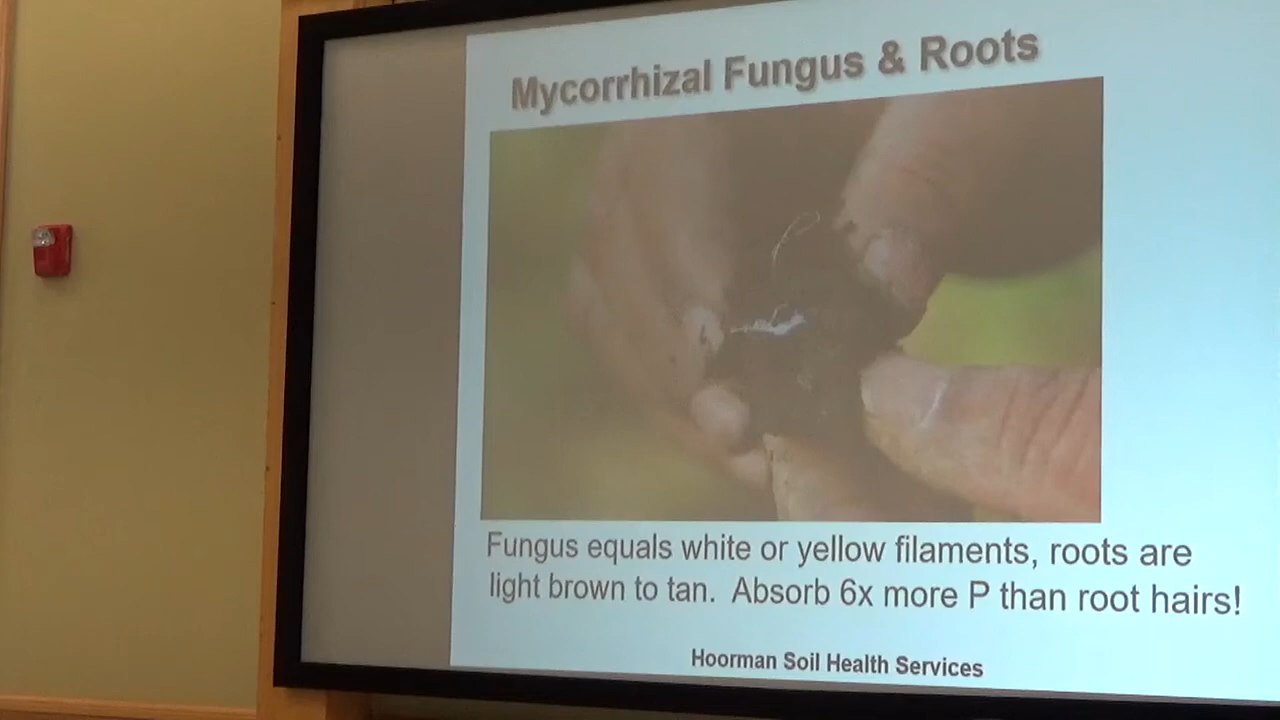 Mycorrhizal Fungus & Roots
Fungus equals white or yellow filaments, roots are
light brown to tan. Absorb 6x more P than root hairs!
Hoorman Soil Health Services